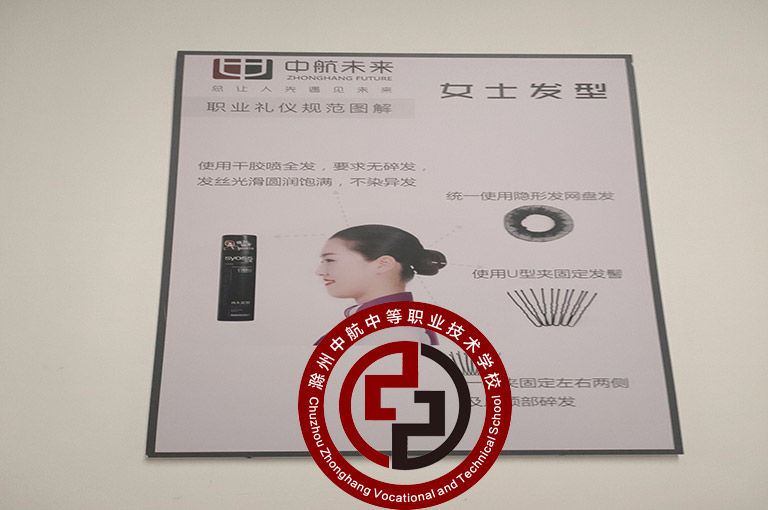 中航未来
ZHONGHANG FUTURE
总让人先遇见未来
职业礼仪规范图解
女士发型
使用干胶喷全发，要求无碎发，
发丝光滑圆润饱满，不染异发
统一使用隐形发网盘发
syoss
使用U型夹固定发髻
夹固定左右两侧
顶部碎发
滁州中航中等职业技术学校
Chuzhou Zhonghang Vocational and Technical School